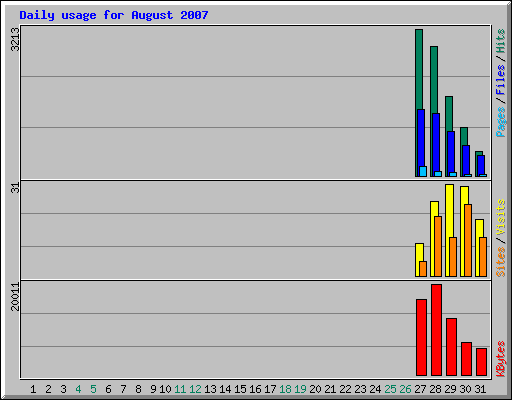 Daily usage for August 2007
3213
Pages / Files / Hits
31
Sites / Visits
20011
KBytes
1 2 3 4 5 6 7 8 9 10 11 12 13 14 15 16 17 18 19 20 21 22 23 24 25 26 27 28 29 30 31